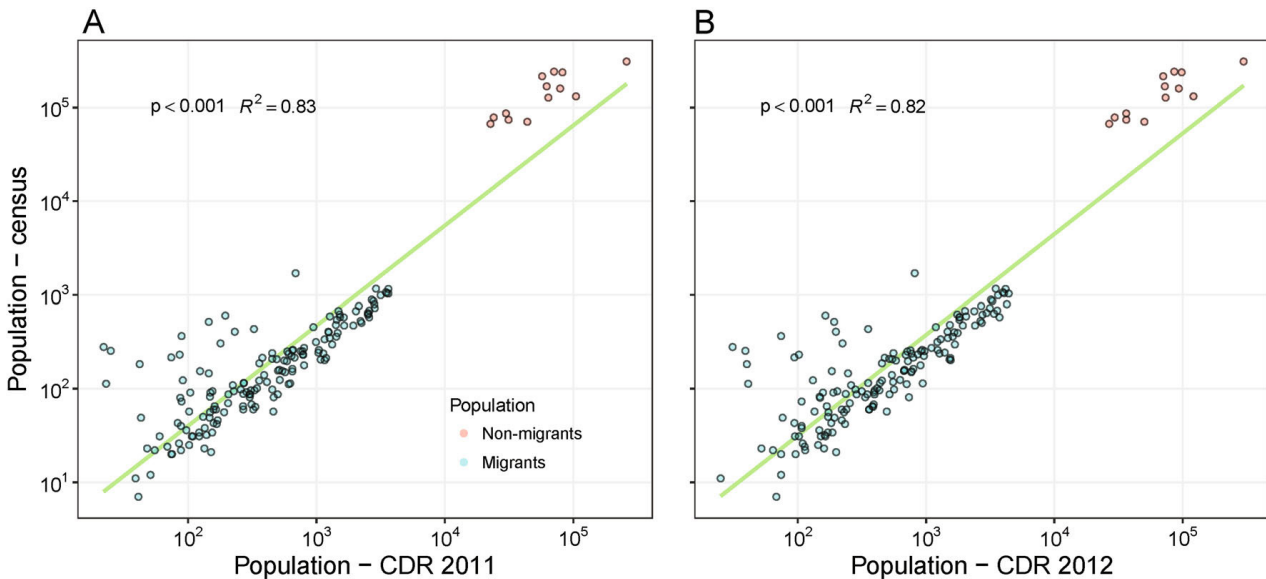 A
B
p < 0.001 R² = 0.83
p < 0.001 R² = 0.82
Population − census
10⁵
10⁴
10³
10²
10¹
Population
Non−migrants
Migrants
10² 10³ 10⁴ 10⁵
10² 10³ 10⁴ 10⁵
Population − CDR 2011
Population − CDR 2012